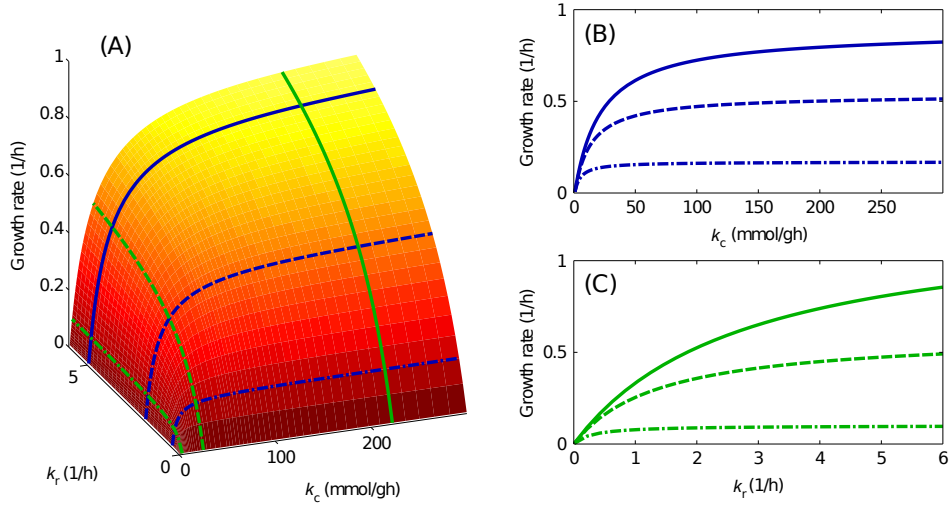 (A)
Growth rate (1/h)
1
0.8
0.6
0.4
0.2
0
5
0
k_r (1/h)
0
100
200
k_c (mmol/gh)
(B)
Growth rate (1/h)
1
0.5
0
0 50 100 150 200 250
k_c (mmol/gh)
(C)
Growth rate (1/h)
1
0.5
0
0 1 2 3 4 5 6
k_r (1/h)